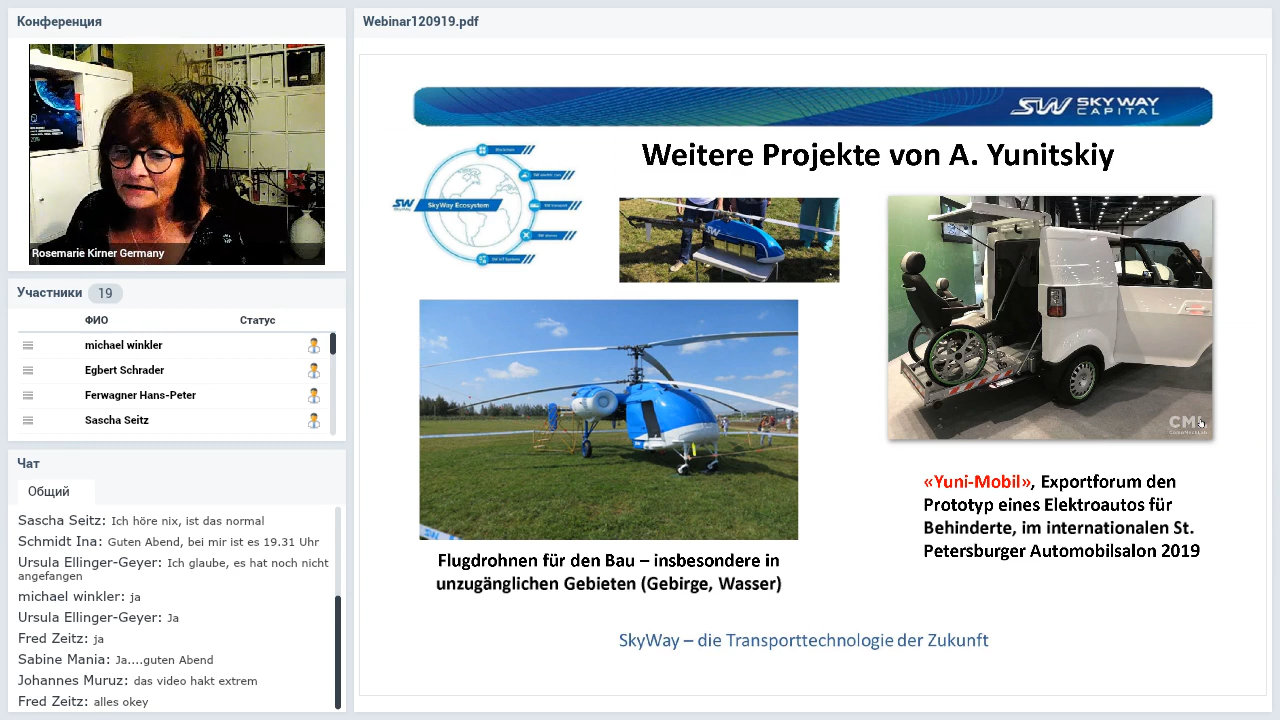 Конференция
Rosemarie Kirner Germany
Участники 19
ФИО Статус
michael winkler
Egbert Schrader
Ferwagner Hans-Peter
Sascha Seitz
Чат
Общий
Sascha Seitz: Ich höre nix, ist das normal
Schmidt Ina: Guten Abend, bei mir ist es 19.31 Uhr
Ursula Ellinger-Geyer: Ich glaube, es hat noch nicht
angefangen
michael winkler: ja
Ursula Ellinger-Geyer: Ja
Fred Zeitz: ja
Sabine Mania: Ja....guten Abend
Johannes Muruz: das video hakt extrem
Fred Zeitz: alles okey
Webinar120919.pdf
SW SKY WAY
CAPITAL
Weitere Projekte von A. Yunitskiy
SW SkyWay Ecosystem
SW
CM
Flugdrohnen für den Bau – insbesondere in
unzugänglichen Gebieten (Gebirge, Wasser)
«Yuni-Mobil», Exportforum den
Prototyp eines Elektroautos für
Behinderte, im internationalen St.
Petersburger Automobilsalon 2019
SkyWay – die Transporttechnologie der Zukunft